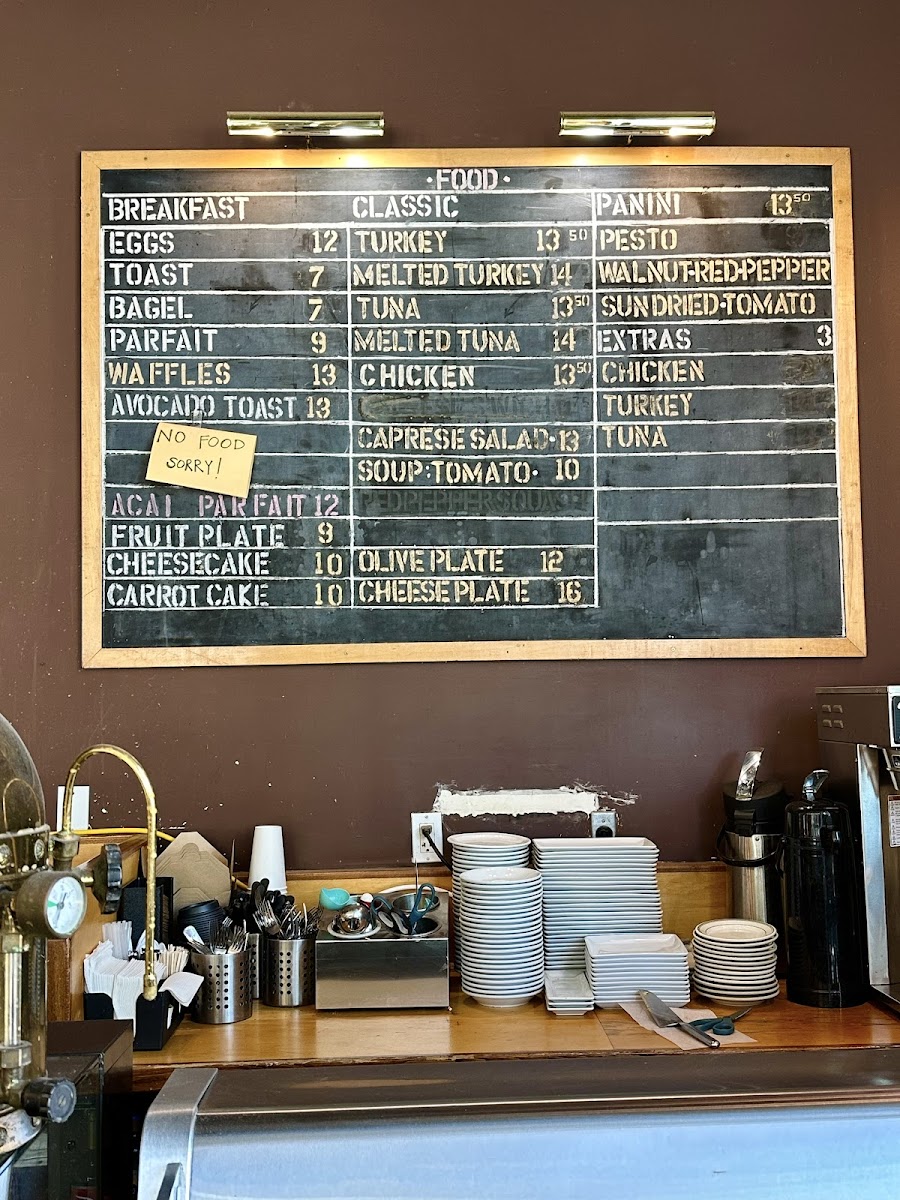 ·FOOD·
BREAKFAST
EGGS 12
TOAST 7
BAGEL 7
PARFAIT 9
WAFFLES 13
AVOCADO TOAST 13
NO FOOD
SORRY!
ACAI PARFAIT 12
FRUIT PLATE 9
CHEESECAKE 10
CARROT CAKE 10
CLASSIC
TURKEY 13 50
MELTED TURKEY 14
TUNA 13 50
MELTED TUNA 14
CHICKEN 13 50
CAPRESE SALAD· 13
SOUP:TOMATO· 10
RED PEPPER SQUASH
OLIVE PLATE 12
CHEESE PLATE 16
PANINI 13 50
PESTO
WALNUT·RED·PEPPER
SUNDRIED·TOMATO
EXTRAS 3
CHICKEN
TURKEY
TUNA